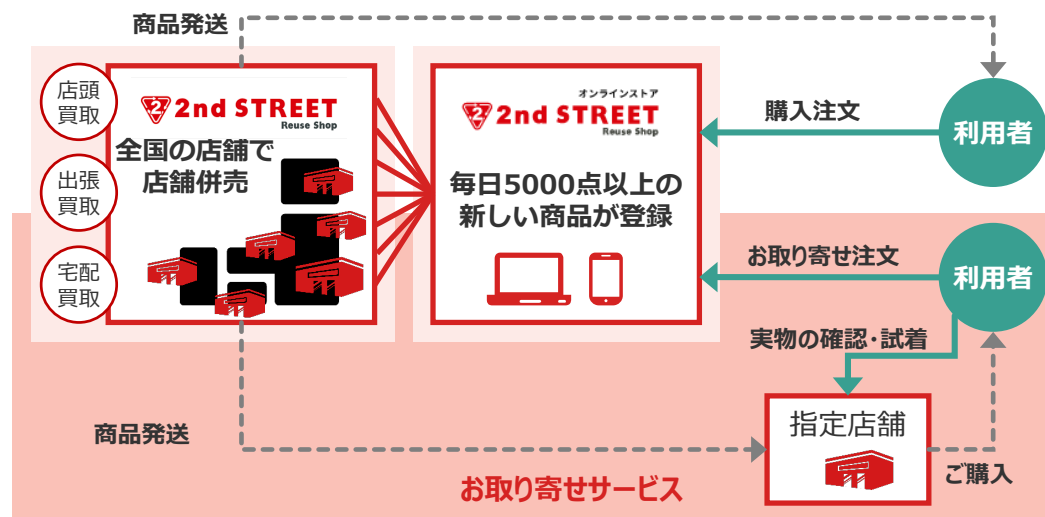 商品発送
店頭
買取
出張
買取
宅配
買取
2nd STREET
Reuse Shop
全国の店舗で
店舗併売
オンラインストア
2nd STREET
Reuse Shop
毎日5000点以上の
新しい商品が登録
購入注文
利用者
お取り寄せ注文
利用者
実物の確認・試着
商品発送
指定店舗
ご購入
お取り寄せサービス